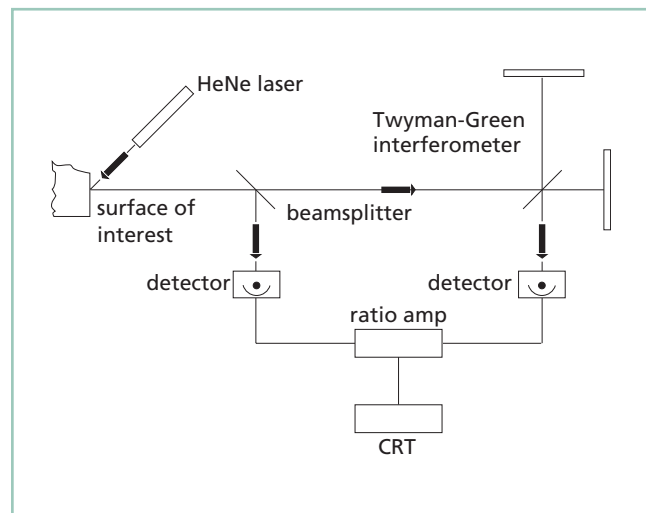 HeNe laser
Twyman-Green
interferometer
surface of
interest
beamsplitter
detector
detector
ratio amp
CRT